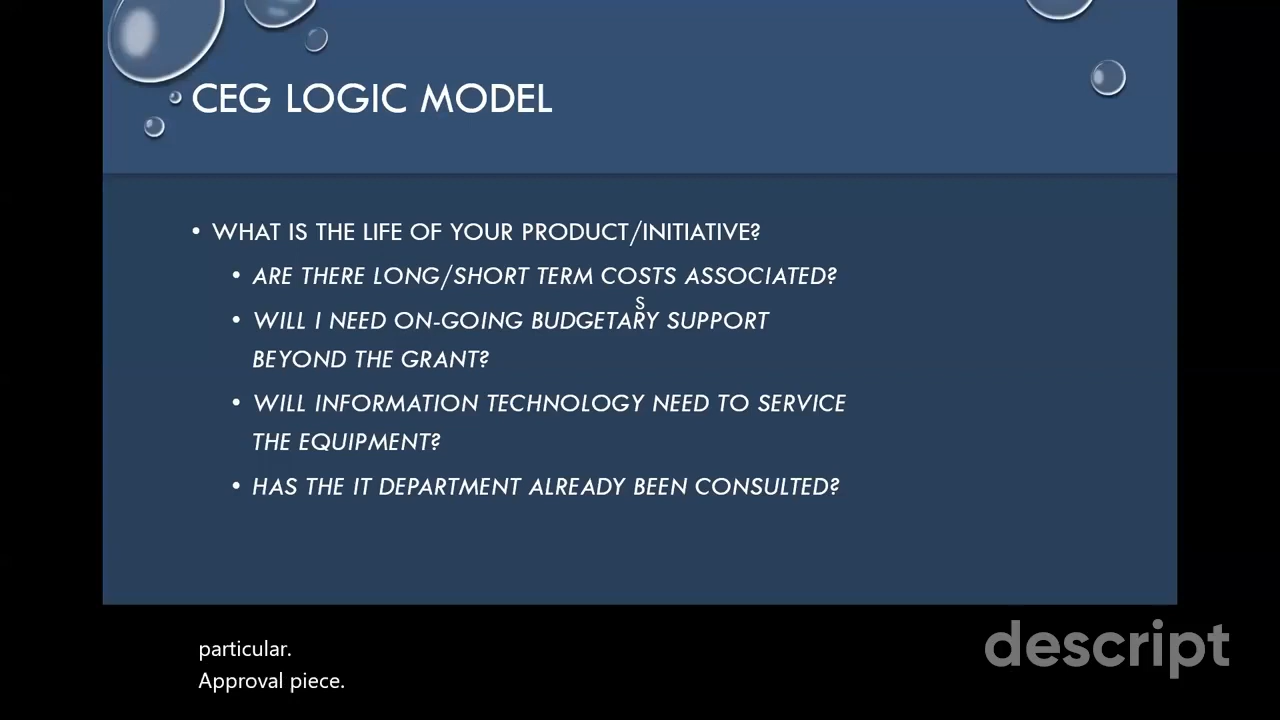 CEG LOGIC MODEL
• WHAT IS THE LIFE OF YOUR PRODUCT/INITIATIVE?
• ARE THERE LONG/SHORT TERM COSTS ASSOCIATED?
S
• WILL I NEED ON-GOING BUDGETARY SUPPORT
BEYOND THE GRANT?
• WILL INFORMATION TECHNOLOGY NEED TO SERVICE
THE EQUIPMENT?
• HAS THE IT DEPARTMENT ALREADY BEEN CONSULTED?
particular.
Approval piece.
descript